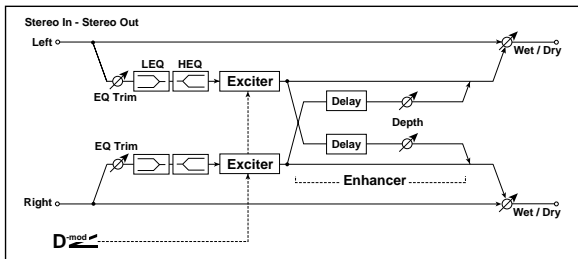 Stereo In - Stereo Out
Left
Wet / Dry
LEQ HEQ
EQ Trim
Exciter
Delay
Depth
EQ Trim
Delay
Exciter
Enhancer
Right
Wet / Dry
D-mod